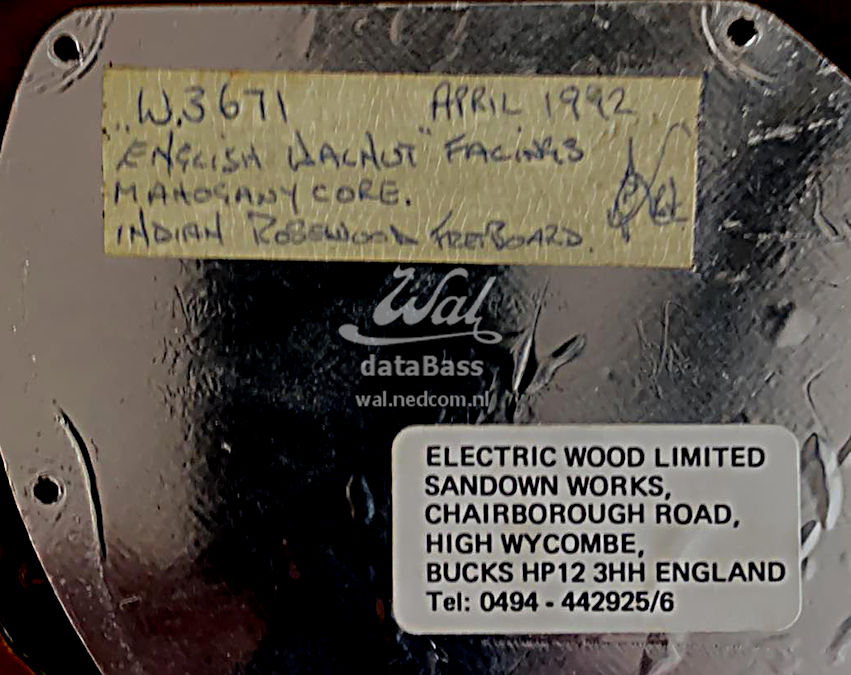 W.3671 APRIL 1992
"ENGLISH WALNUT" FACINGS
MAHOGANY CORE.
INDIAN ROSEWOOD FRETBOARD.
Wal
dataBass
wal.nedcom.nl
ELECTRIC WOOD LIMITED
SANDOWN WORKS,
CHAIRBOROUGH ROAD,
HIGH WYCOMBE,
BUCKS HP12 3HH ENGLAND
Tel: 0494 - 442925/6